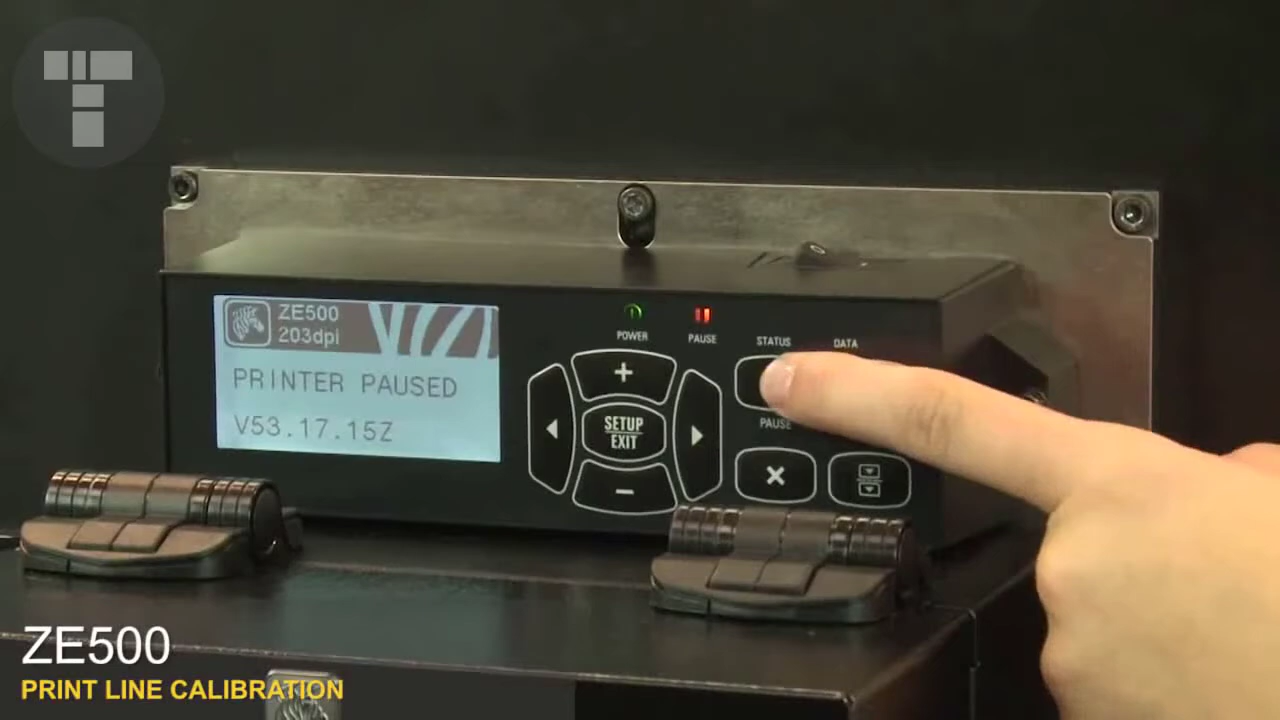 ZE500
203dpi
PRINTER PAUSED
V53.17.15Z
POWER
PAUSE
STATUS
DATA
SETUP
EXIT
PAUSE
ZE500
PRINT LINE CALIBRATION